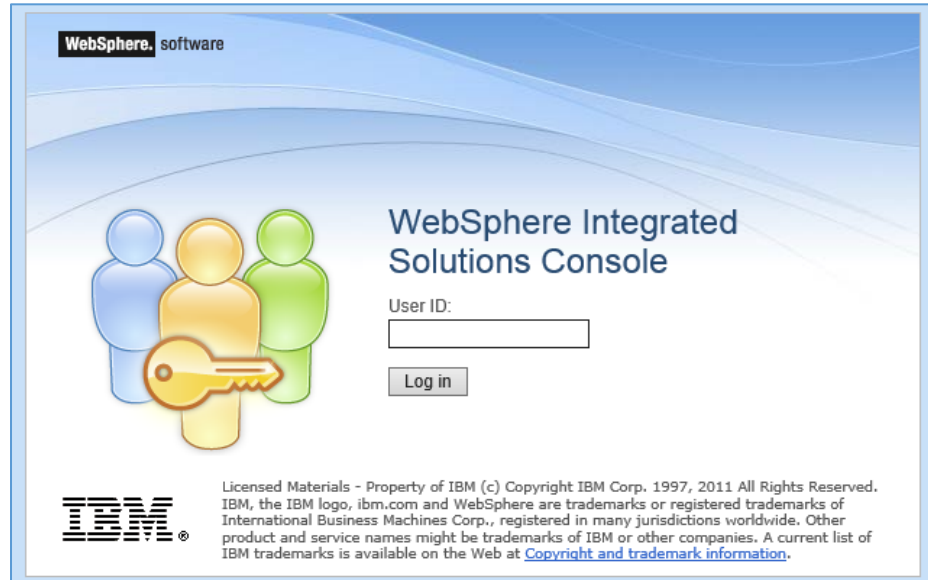 WebSphere. software
WebSphere Integrated
Solutions Console
User ID:
Log in
Licensed Materials - Property of IBM (c) Copyright IBM Corp. 1997, 2011 All Rights Reserved.
IBM, the IBM logo, ibm.com and WebSphere are trademarks or registered trademarks of
International Business Machines Corp., registered in many jurisdictions worldwide. Other
product and service names might be trademarks of IBM or other companies. A current list of
IBM trademarks is available on the Web at Copyright and trademark information.
IBM®